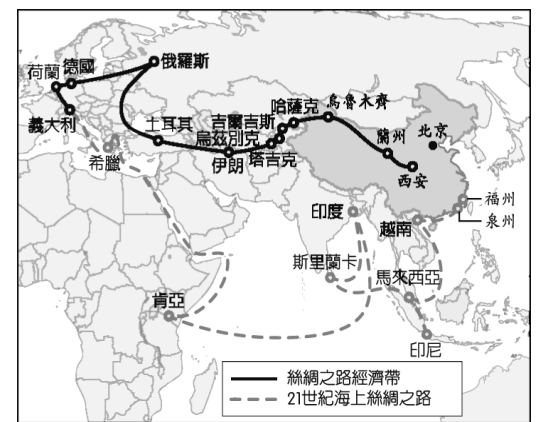 荷蘭
德國
俄羅斯
義大利
希臘
土耳其
吉爾吉斯
烏茲別克
伊朗
塔吉克
哈薩克
烏魯木齊
蘭州
北京
西安
福州
泉州
印度
越南
斯里蘭卡
馬來西亞
肯亞
印尼
絲綢之路經濟帶
21世紀海上絲綢之路